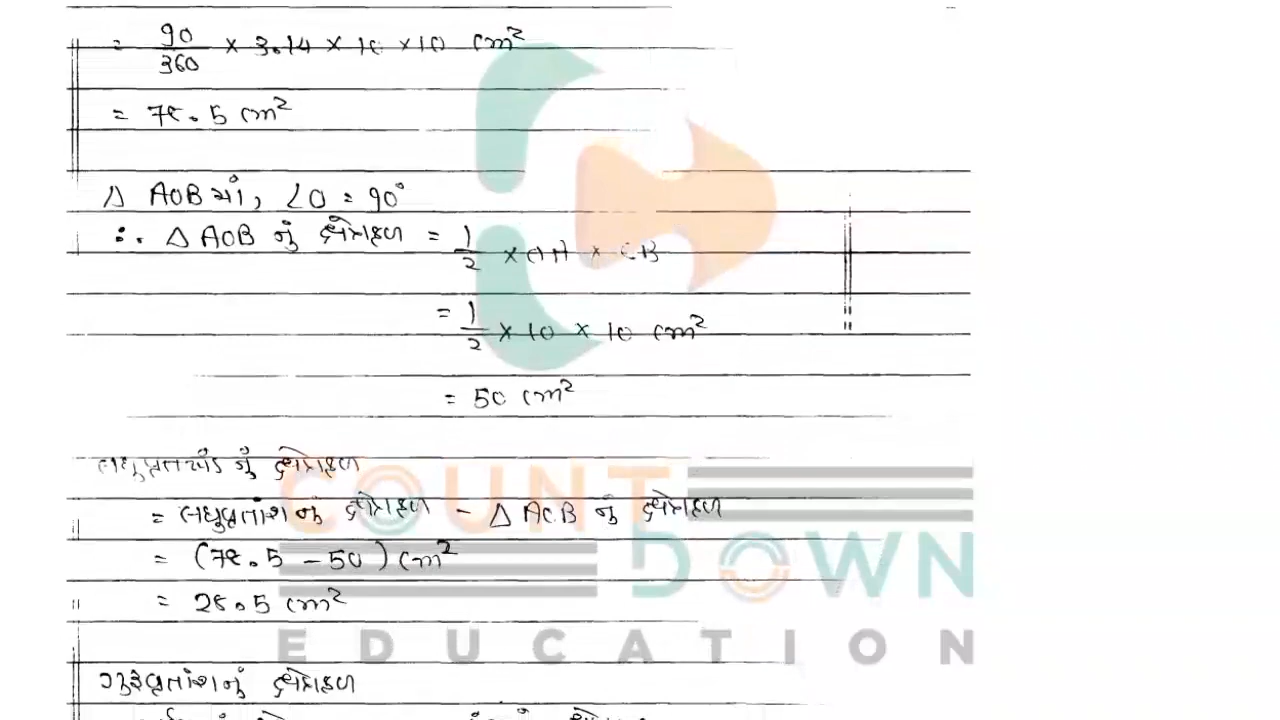 = 90/360 × 3.14 × 10 × 10 cm²
= 78.5 cm²
△ AOB માં, ∠O = 90°
∴ △ AOB નું ક્ષેત્રફળ = 1/2 × OA × OB
= 1/2 × 10 × 10 cm²
= 50 cm²
લઘુવૃતખંડ નું ક્ષેત્રફળ
= લઘુવૃતાંશ નું ક્ષેત્રફળ - △ AOB નું ક્ષેત્રફળ
= (78.5 - 50) cm²
= 28.5 cm²
ગુરુવૃતાંશનું ક્ષેત્રફળ
COUNT
DOWN
EDUCATION